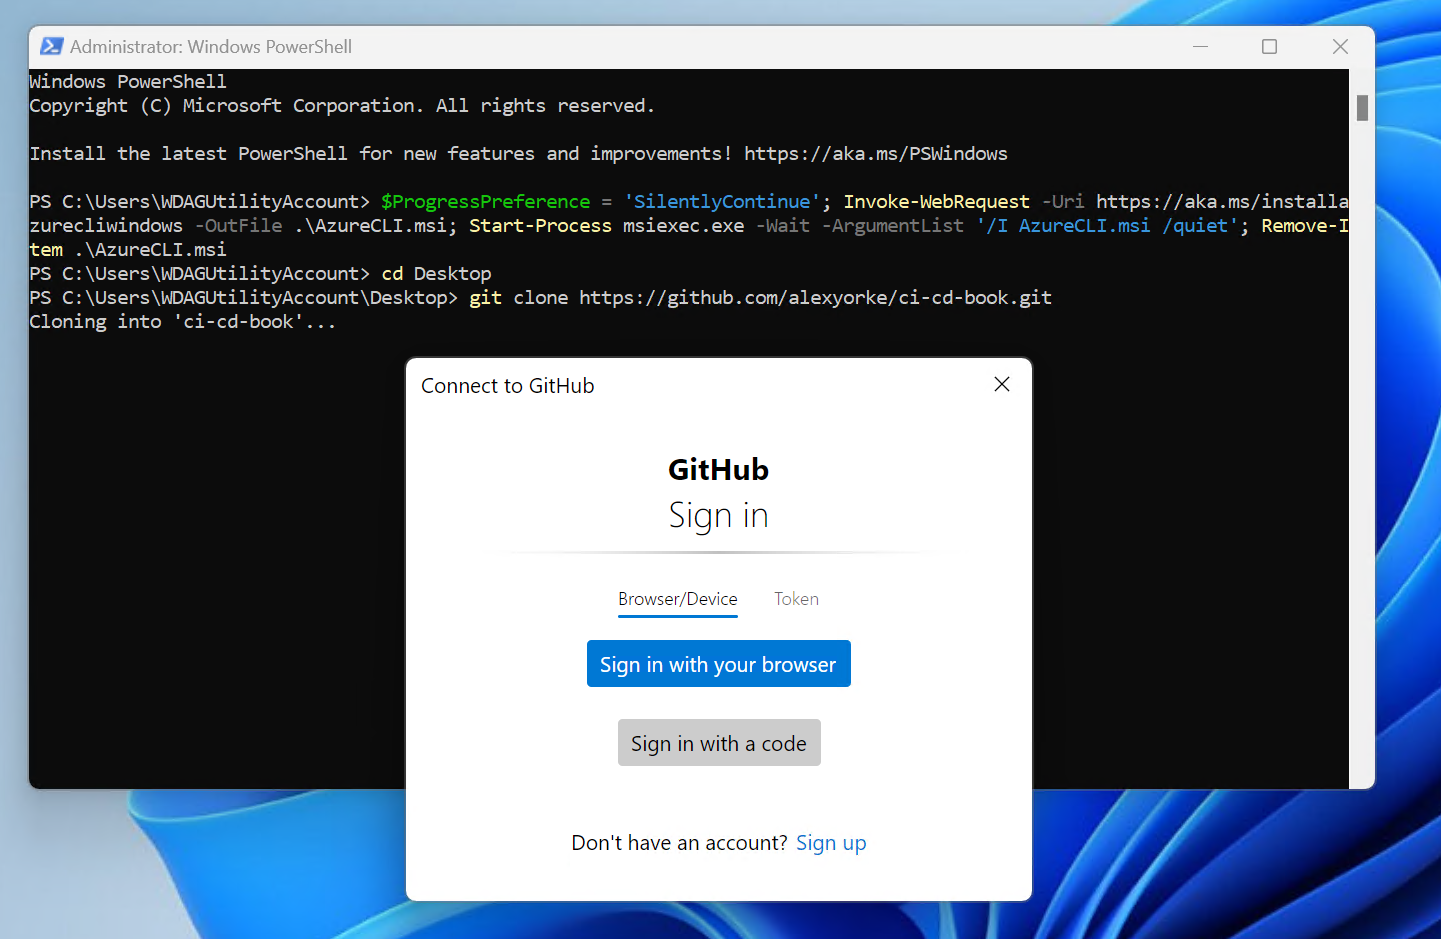 Administrator: Windows PowerShell
Windows PowerShell
Copyright (C) Microsoft Corporation. All rights reserved.
Install the latest PowerShell for new features and improvements! https://aka.ms/PSWindows
PS C:\Users\WDAGUtilityAccount> $ProgressPreference = 'SilentlyContinue'; Invoke-WebRequest -Uri https://aka.ms/installa
zurecliwindows -OutFile .\AzureCLI.msi; Start-Process msiexec.exe -Wait -ArgumentList '/I AzureCLI.msi /quiet'; Remove-I
tem .\AzureCLI.msi
PS C:\Users\WDAGUtilityAccount> cd Desktop
PS C:\Users\WDAGUtilityAccount\Desktop> git clone https://github.com/alexyorke/ci-cd-book.git
Cloning into 'ci-cd-book'...
Connect to GitHub
GitHub
Sign in
Browser/Device Token
Sign in with your browser
Sign in with a code
Don't have an account? Sign up